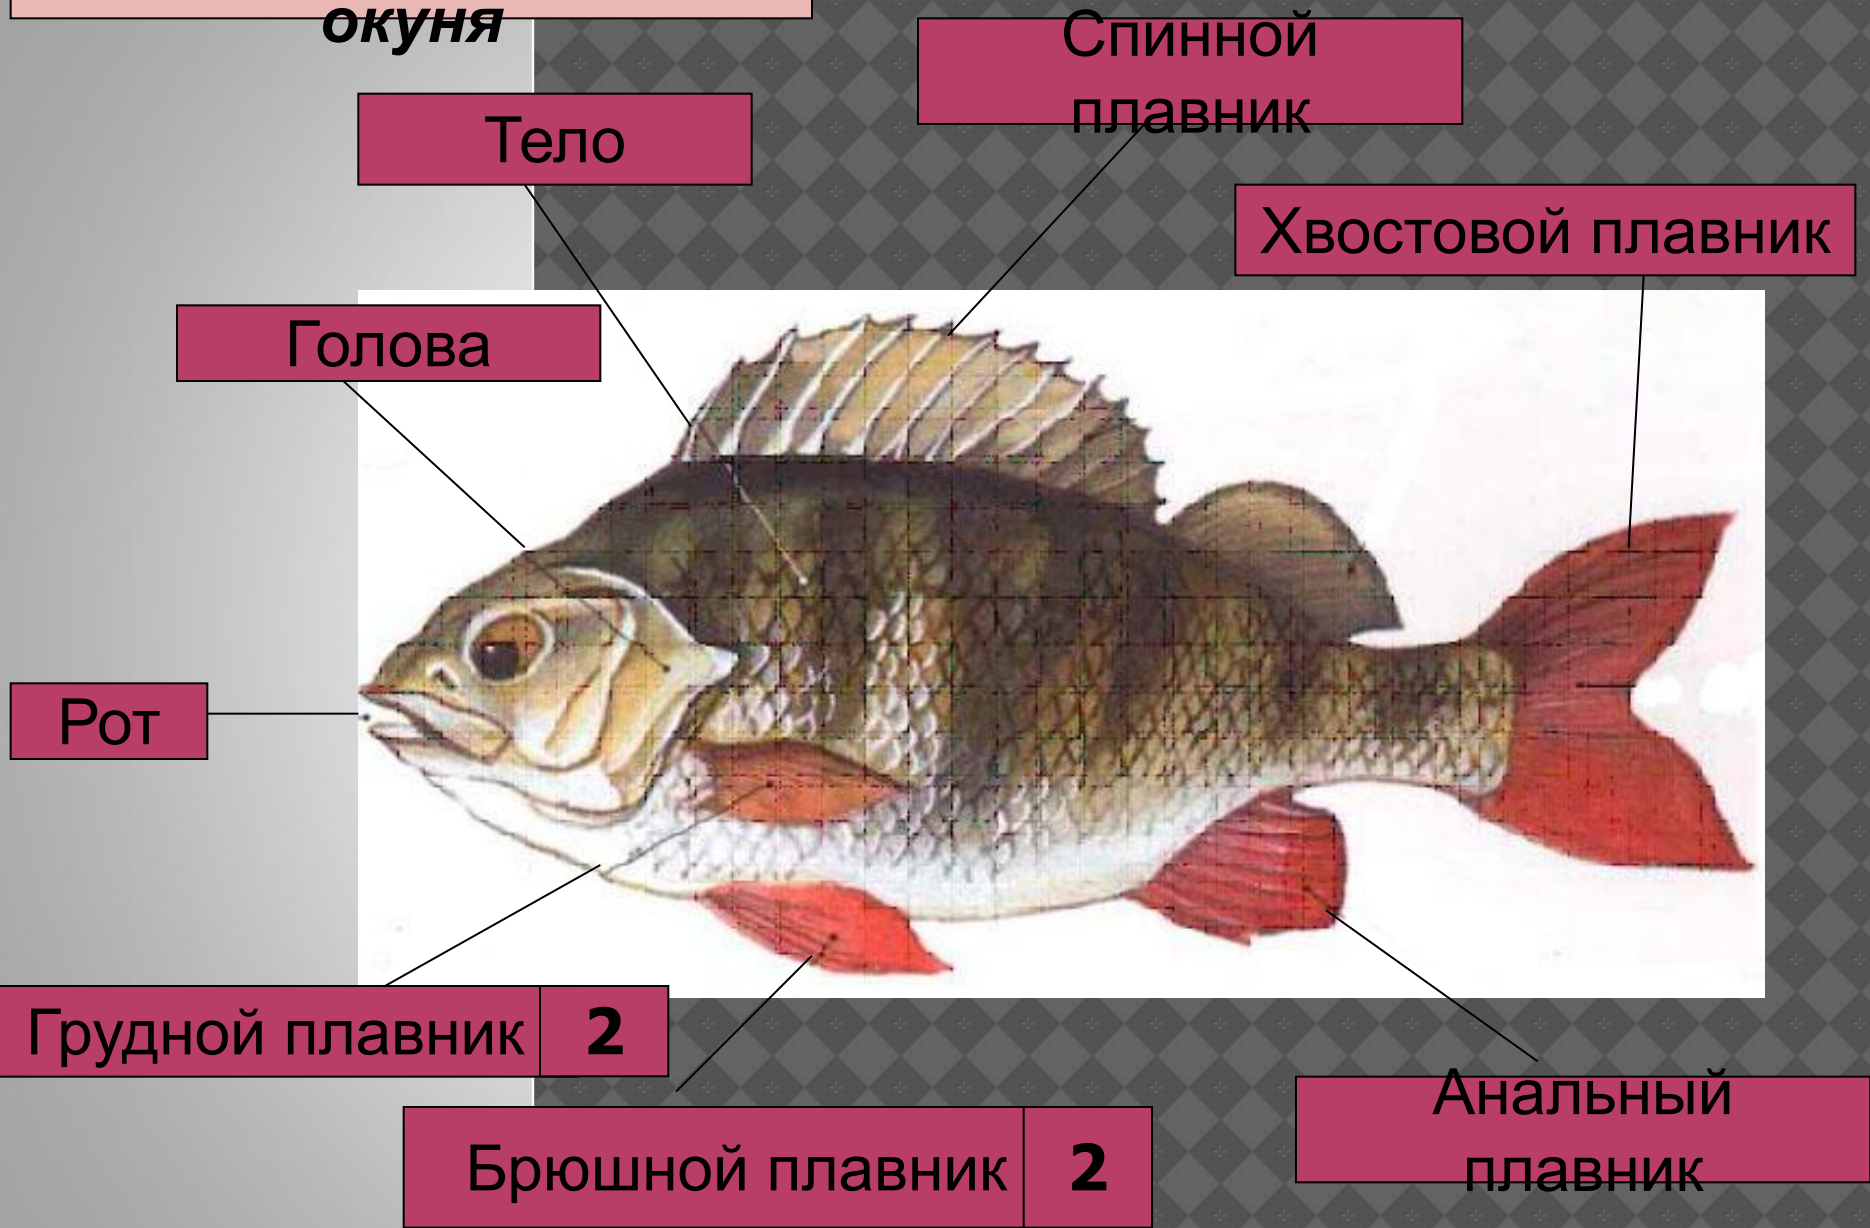 окуня
Спинной
плавник
Тело
Хвостовой плавник
Голова
Рот
Грудной плавник 2
Брюшной плавник 2
Анальный
плавник